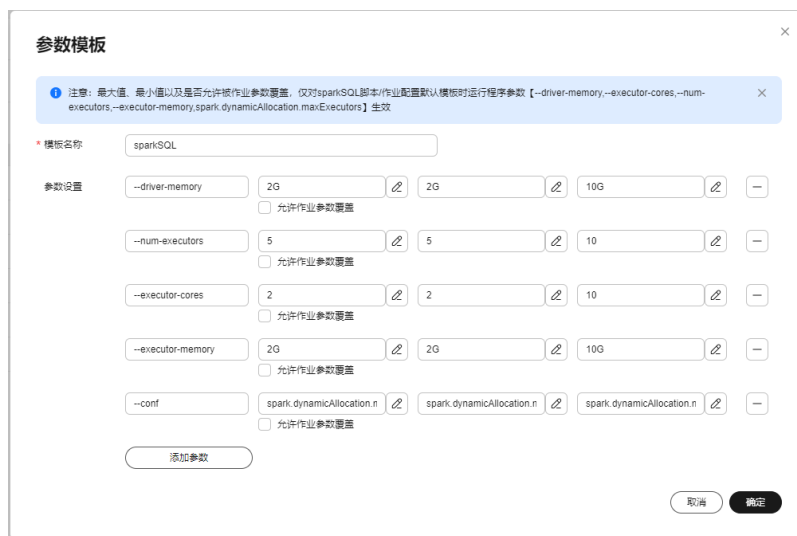 参数模板
注意：最大值、最小值以及是否允许被作业参数覆盖，仅对sparkSQL脚本/作业配置默认模板时运行程序参数【--driver-memory,--executor-cores,--num-
executors,--executor-memory,spark.dynamicAllocation.maxExecutors】生效
* 模板名称 sparkSQL
参数设置 --driver-memory 2G 2G 10G
允许作业参数覆盖
--num-executors 5 5 10
允许作业参数覆盖
--executor-cores 2 2 10
允许作业参数覆盖
--executor-memory 2G 2G 10G
允许作业参数覆盖
--conf spark.dynamicAllocation.n spark.dynamicAllocation.n spark.dynamicAllocation.n
允许作业参数覆盖
添加参数
取消 确定